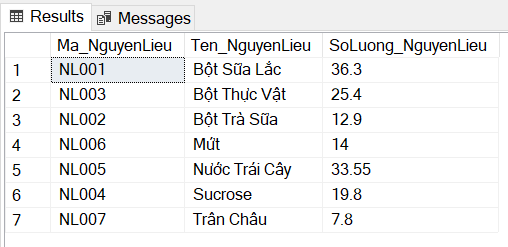 Results Messages
Ma_NguyenLieu Ten_NguyenLieu SoLuong_NguyenLieu
1 NL001 Bột Sữa Lắc 36.3
2 NL003 Bột Thực Vật 25.4
3 NL002 Bột Trà Sữa 12.9
4 NL006 Mứt 14
5 NL005 Nước Trái Cây 33.55
6 NL004 Sucrose 19.8
7 NL007 Trân Châu 7.8